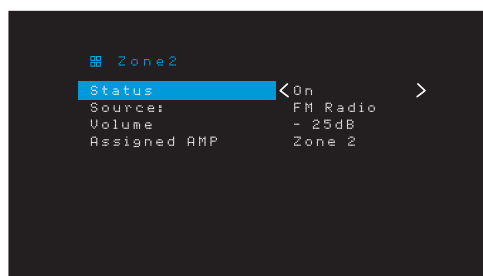 Zone2
Status < On >
Source: FM Radio
Volume - 25dB
Assigned AMP Zone 2